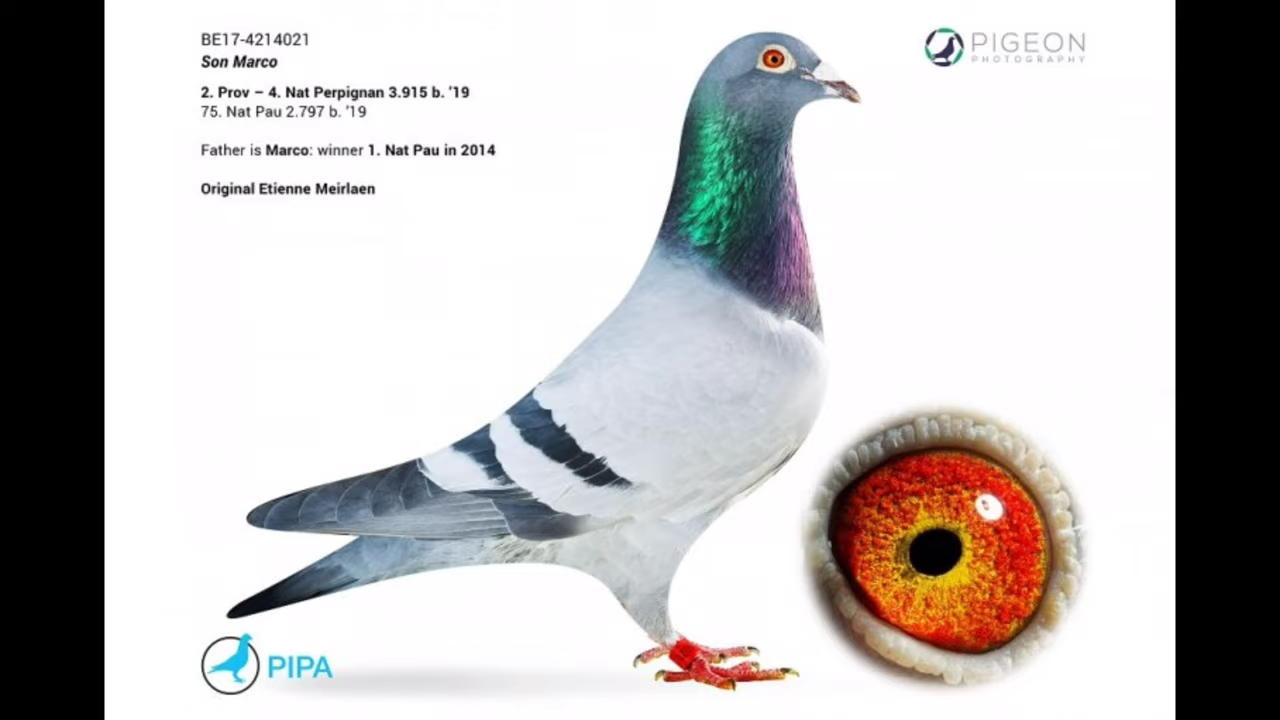 BE17-4214021
Son Marco
2. Prov – 4. Nat Perpignan 3.915 b. '19
75. Nat Pau 2.797 b. '19
Father is Marco: winner 1. Nat Pau in 2014
Original Etienne Meirlaen
PIGEON
PHOTOGRAPHY
PIPA